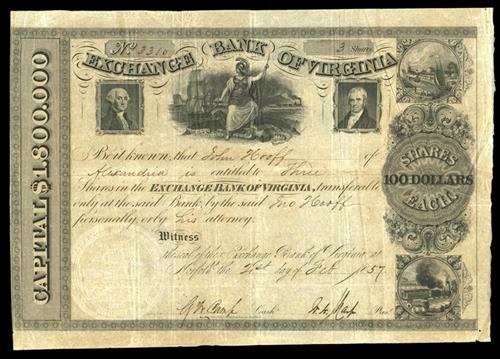 No. 3310
3 Shares
EXCHANGE BANK OF VIRGINIA
CAPITAL $1.800.000
Be it known, that John Hooff of
Alexandria is entitled to Three
Shares in the EXCHANGE BANK OF VIRGINIA, transferable
only at the said Bank, by the said Jno Hooff
personally, or by his attorney.
Witness
the seal of the Exchange Bank of Virginia, at
Norfolk the 21st day of Feb 1857
Cash.
Pres.
SHARES
100 DOLLARS
EACH.